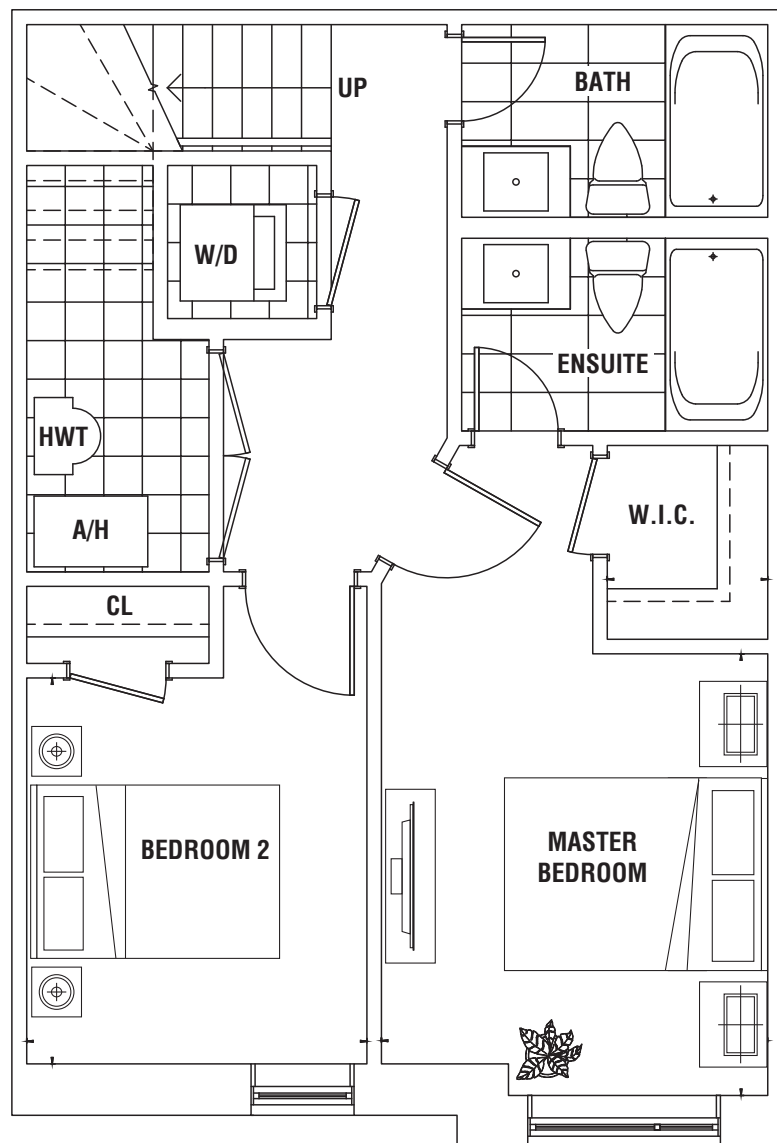 UP
BATH
W/D
ENSUITE
HWT
A/H
W.I.C.
CL
BEDROOM 2
MASTER
BEDROOM